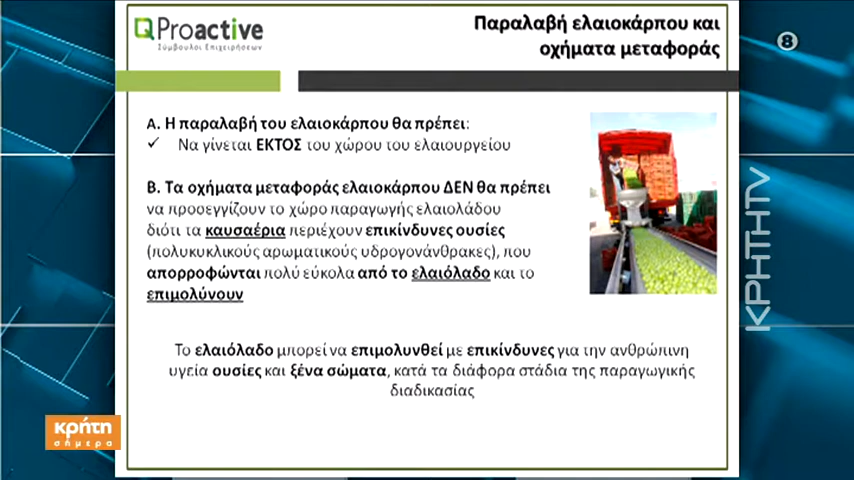 QProactive
Σύμβουλοι Επιχειρήσεων
Παραλαβή ελαιοκάρπου και
οχήματα μεταφοράς
8
Α. Η παραλαβή του ελαιοκάρπου θα πρέπει:
✓ Να γίνεται ΕΚΤΟΣ του χώρου του ελαιουργείου
Β. Τα οχήματα μεταφοράς ελαιοκάρπου ΔΕΝ θα πρέπει
να προσεγγίζουν το χώρο παραγωγής ελαιολάδου
διότι τα καυσαέρια περιέχουν επικίνδυνες ουσίες
(πολυκυκλικούς αρωματικούς υδρογονάνθρακες), που
απορροφώνται πολύ εύκολα από το ελαιόλαδο και το
επιμολύνουν
ΚΡΗΤΗTV
Το ελαιόλαδο μπορεί να επιμολυνθεί με επικίνδυνες για την ανθρώπινη
υγεία ουσίες και ξένα σώματα, κατά τα διάφορα στάδια της παραγωγικής
διαδικασίας
κρήτη
σήμερα